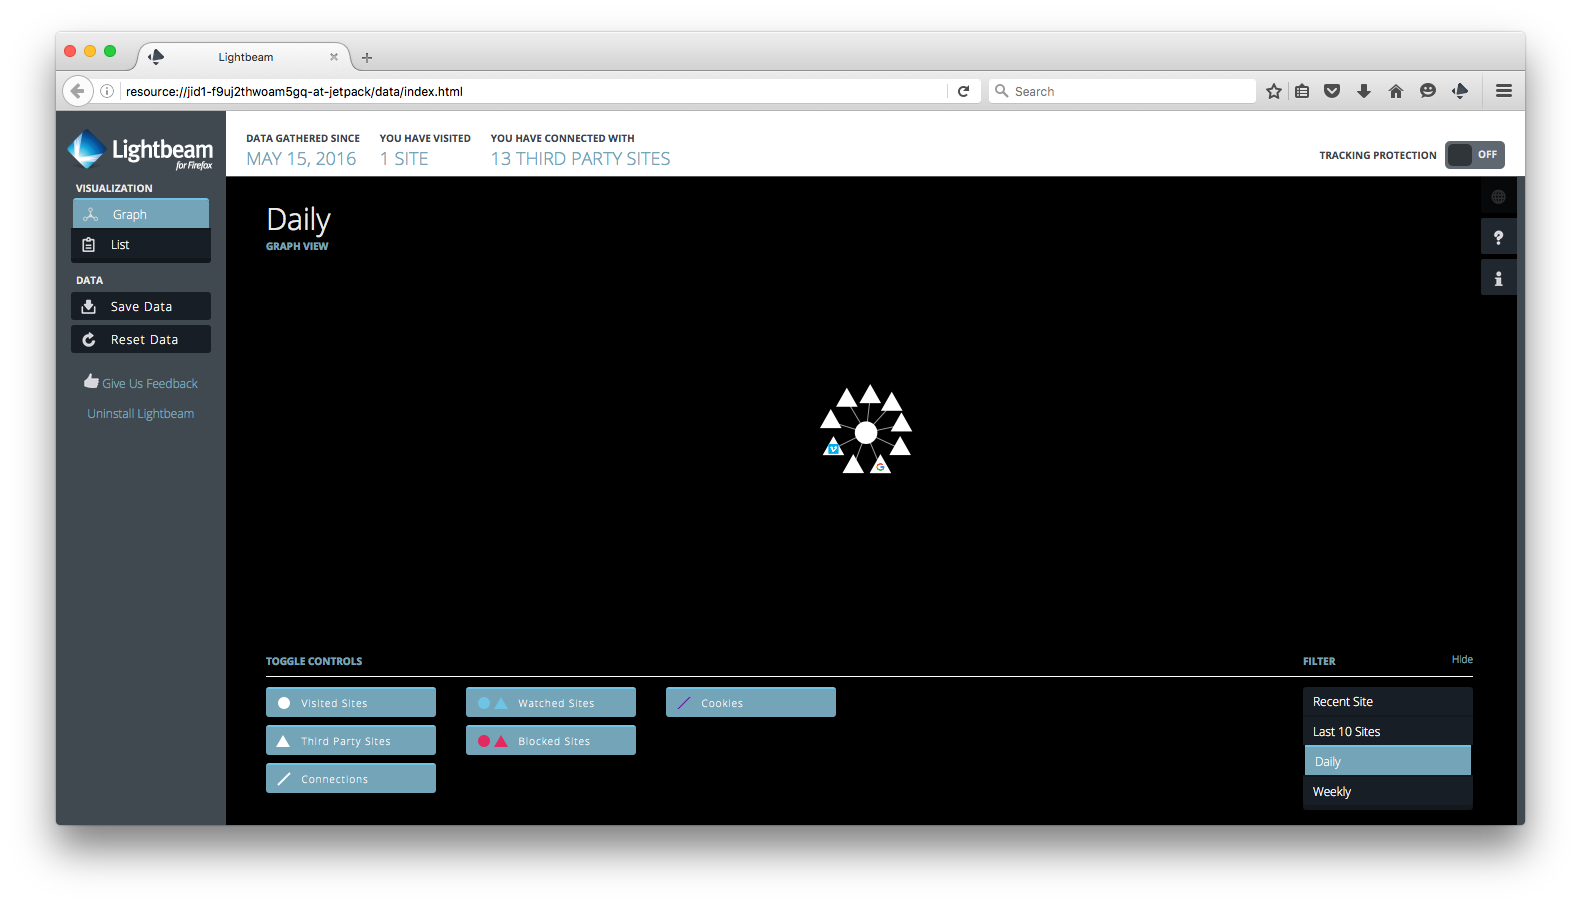 Lightbeam
resource://jid1-f9uj2thwoam5gq-at-jetpack/data/index.html
Search
Lightbeam
for Firefox
DATA GATHERED SINCE
MAY 15, 2016
YOU HAVE VISITED
1 SITE
YOU HAVE CONNECTED WITH
13 THIRD PARTY SITES
TRACKING PROTECTION
OFF
VISUALIZATION
Graph
List
DATA
Save Data
Reset Data
Give Us Feedback
Uninstall Lightbeam
Daily
GRAPH VIEW
TOGGLE CONTROLS
Visited Sites
Third Party Sites
Connections
Watched Sites
Blocked Sites
Cookies
FILTER
Hide
Recent Site
Last 10 Sites
Daily
Weekly